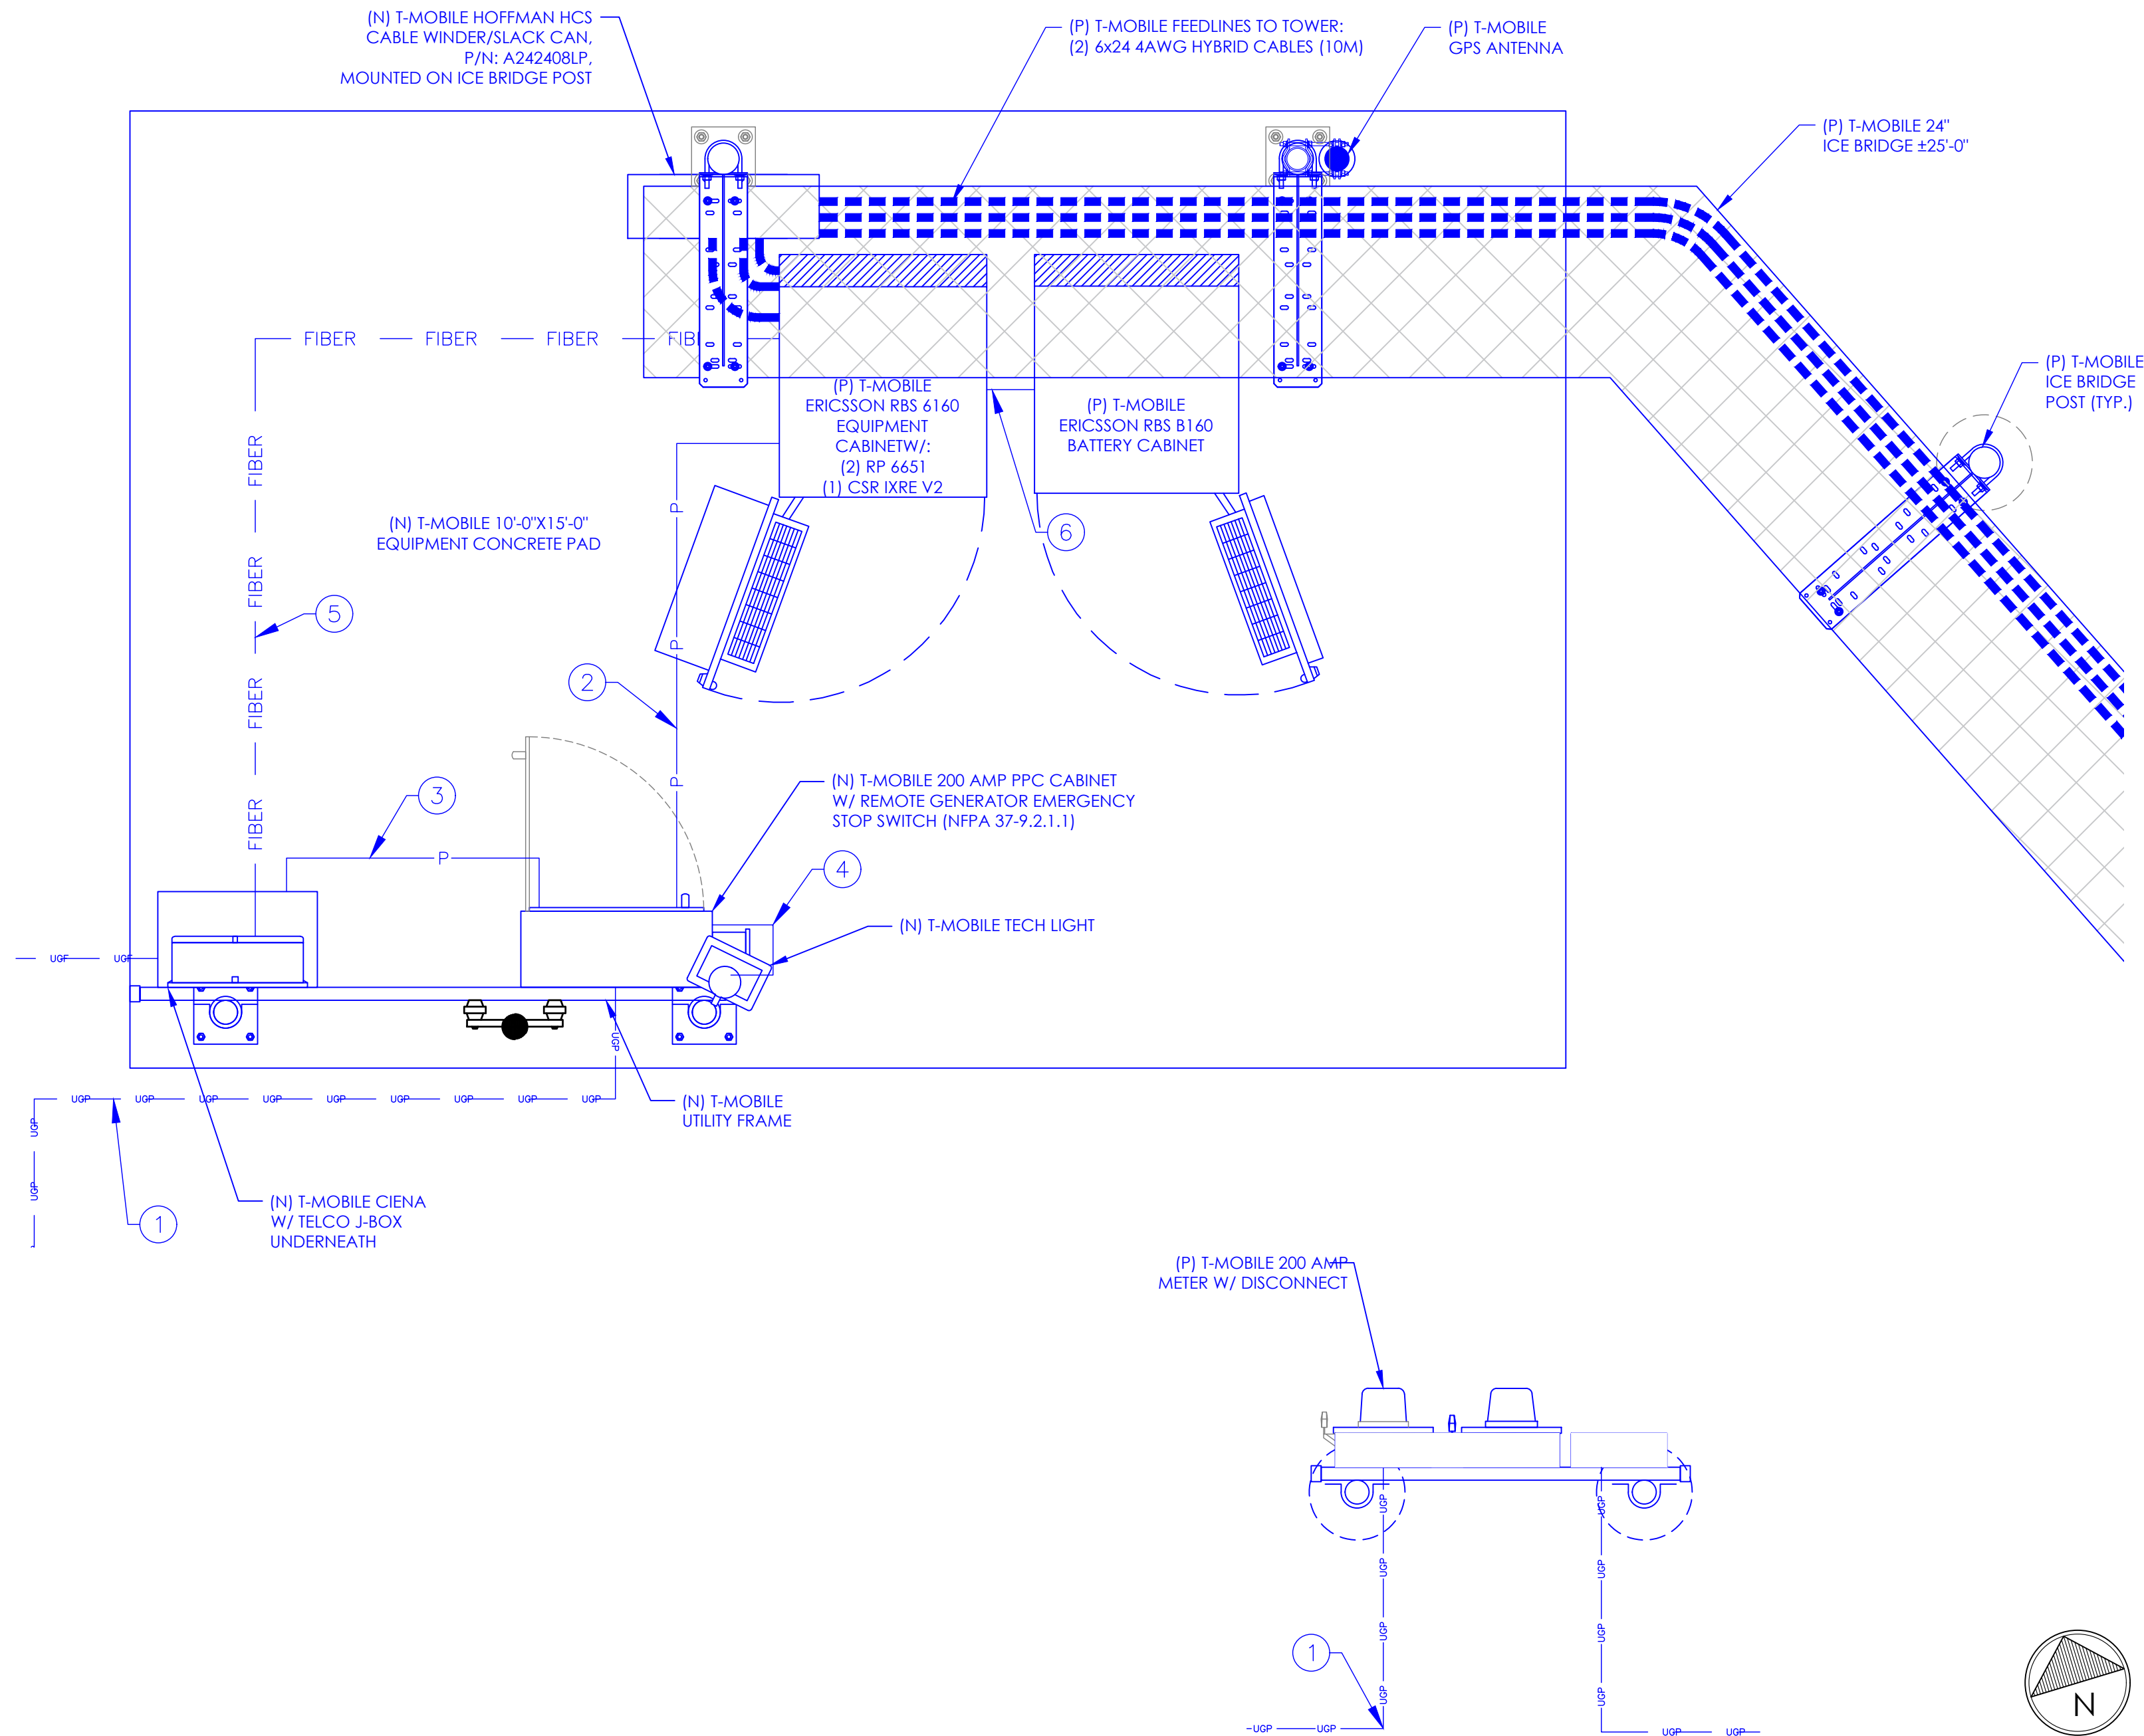 (N) T-MOBILE HOFFMAN HCS
CABLE WINDER/SLACK CAN,
P/N: A242408LP,
MOUNTED ON ICE BRIDGE POST
(P) T-MOBILE FEEDLINES TO TOWER:
(2) 6x24 4AWG HYBRID CABLES (10M)
(P) T-MOBILE
GPS ANTENNA
(P) T-MOBILE 24"
ICE BRIDGE ±25'-0"
(P) T-MOBILE
ICE BRIDGE
POST (TYP.)
FIBER FIBER FIBER FIBE
(P) T-MOBILE
ERICSSON RBS 6160
EQUIPMENT
CABINETW/:
(2) RP 6651
(1) CSR IXRE V2
(P) T-MOBILE
ERICSSON RBS B160
BATTERY CABINET
FIBER
FIBER
FIBER
FIBER
(N) T-MOBILE 10'-0"X15'-0"
EQUIPMENT CONCRETE PAD
P
P
P
6
5
2
3
P
(N) T-MOBILE 200 AMP PPC CABINET
W/ REMOTE GENERATOR EMERGENCY
STOP SWITCH (NFPA 37-9.2.1.1)
4
(N) T-MOBILE TECH LIGHT
UGF UGF
UGP
UGP UGP UGP UGP UGP UGP UGP UGP UGP
UGP
UGP
(N) T-MOBILE
UTILITY FRAME
1
(N) T-MOBILE CIENA
W/ TELCO J-BOX
UNDERNEATH
(P) T-MOBILE 200 AMP
METER W/ DISCONNECT
UGP
UGP
UGP
UGP
UGP
UGP
UGP
UGP
1
UGP UGP
UGP UGP
N